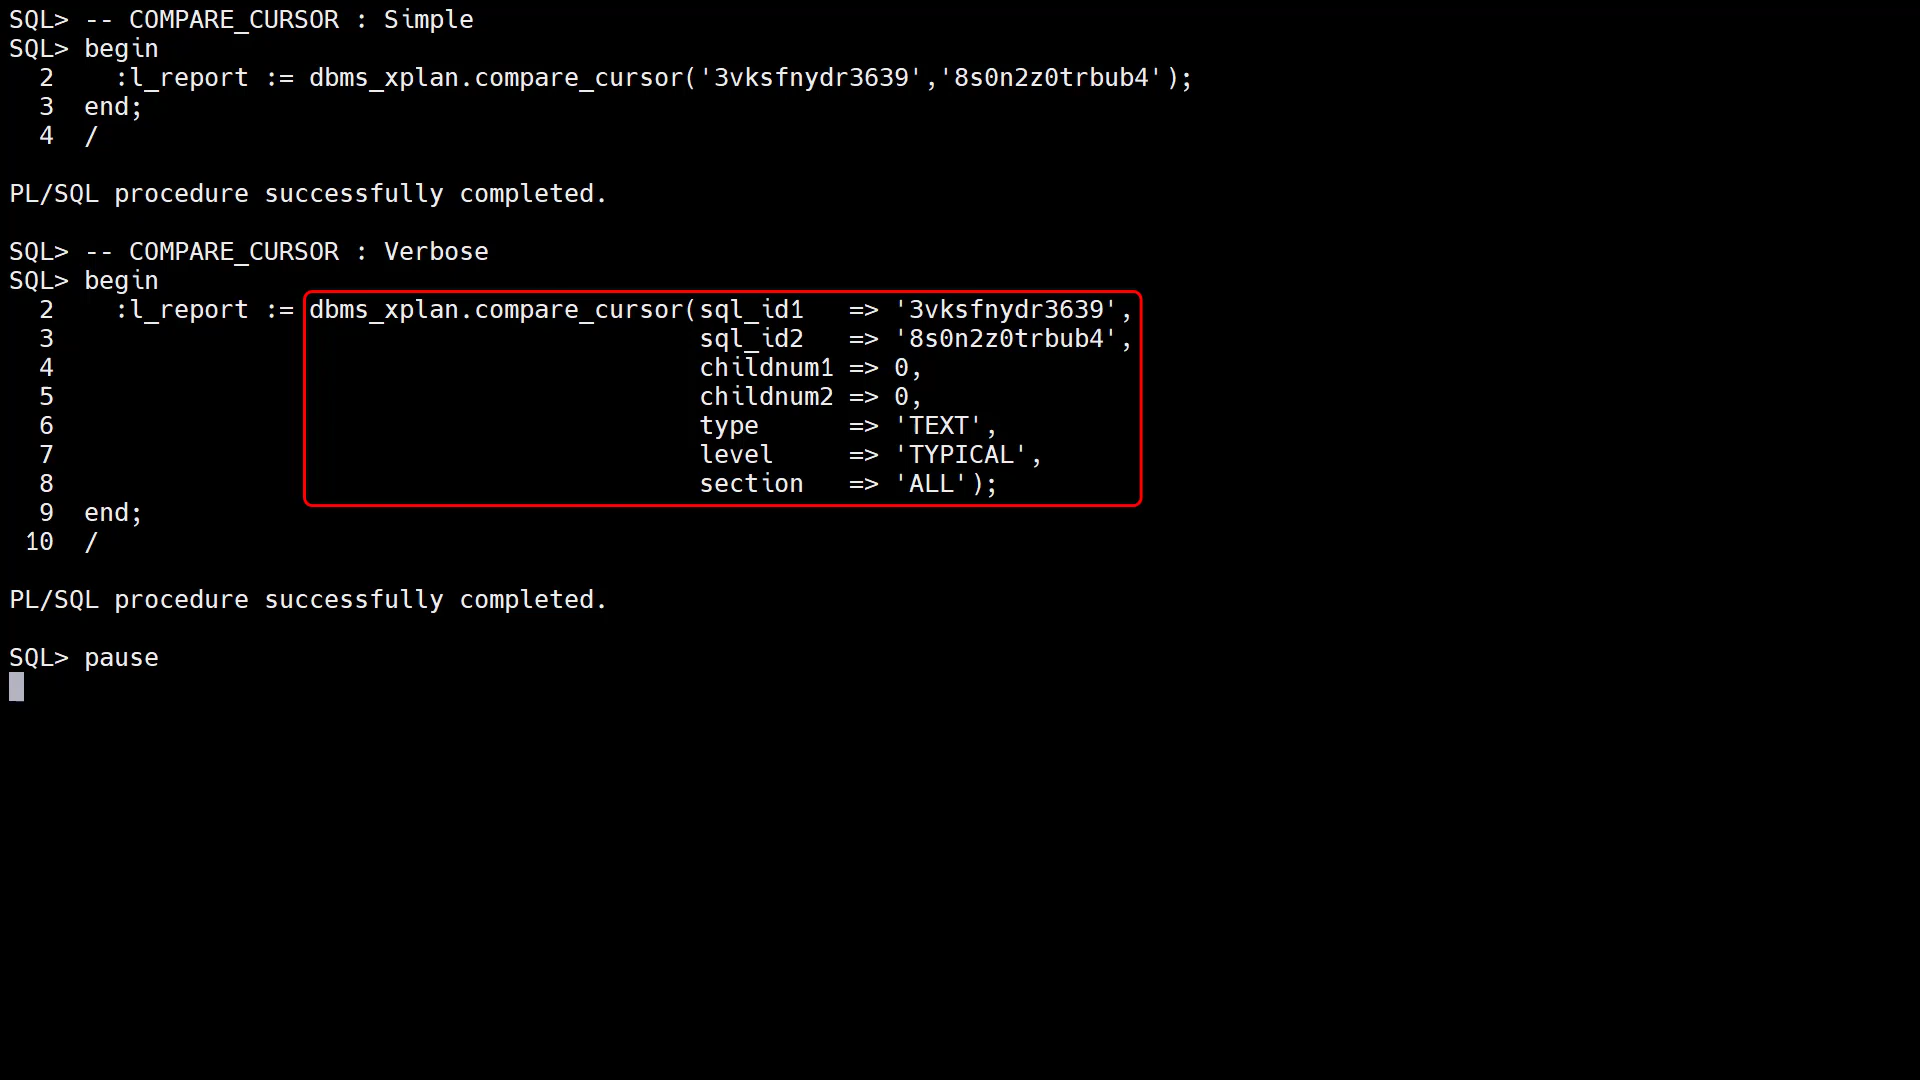 SQL> -- COMPARE_CURSOR : Simple
SQL> begin
  2    :l_report := dbms_xplan.compare_cursor('3vksfnydr3639','8s0n2z0trbub4');
  3  end;
  4  /
PL/SQL procedure successfully completed.
SQL> -- COMPARE_CURSOR : Verbose
SQL> begin
  2    :l_report := dbms_xplan.compare_cursor(sql_id1   => '3vksfnydr3639',
  3                                           sql_id2   => '8s0n2z0trbub4',
  4                                           childnum1 => 0,
  5                                           childnum2 => 0,
  6                                           type      => 'TEXT',
  7                                           level     => 'TYPICAL',
  8                                           section   => 'ALL');
  9  end;
 10  /
PL/SQL procedure successfully completed.
SQL> pause